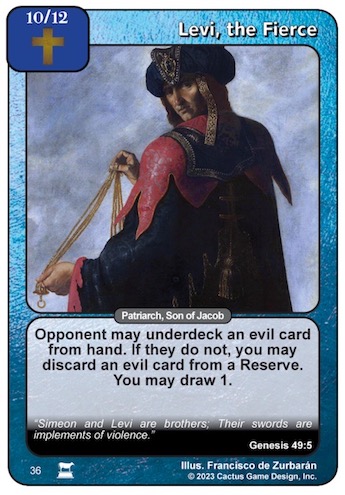 10/12
Levi, the Fierce
Patriarch, Son of Jacob
Opponent may underdeck an evil card
from hand. If they do not, you may
discard an evil card from a Reserve.
You may draw 1.
"Simeon and Levi are brothers; Their swords are
implements of violence."
Genesis 49:5
36
Illus. Francisco de Zurbarán
© 2023 Cactus Game Design, Inc.